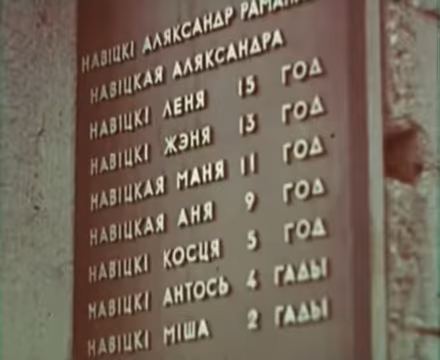 НАВІЦКІ АЛЯКСАНДР
НАВІЦКАЯ АЛЯКСАНДРА
НАВІЦКІ ЛЕНЯ 15 ГОД
НАВІЦКІ ЖЭНЯ 13 ГОД
НАВІЦКАЯ МАНЯ 11 ГОД
НАВІЦКАЯ АНЯ 9 ГОД
НАВІЦКІ КОСЦЯ 5 ГОД
НАВІЦКІ АНТОСЬ 4 ГАДЫ
НАВІЦКІ МІША 2 ГАДЫ